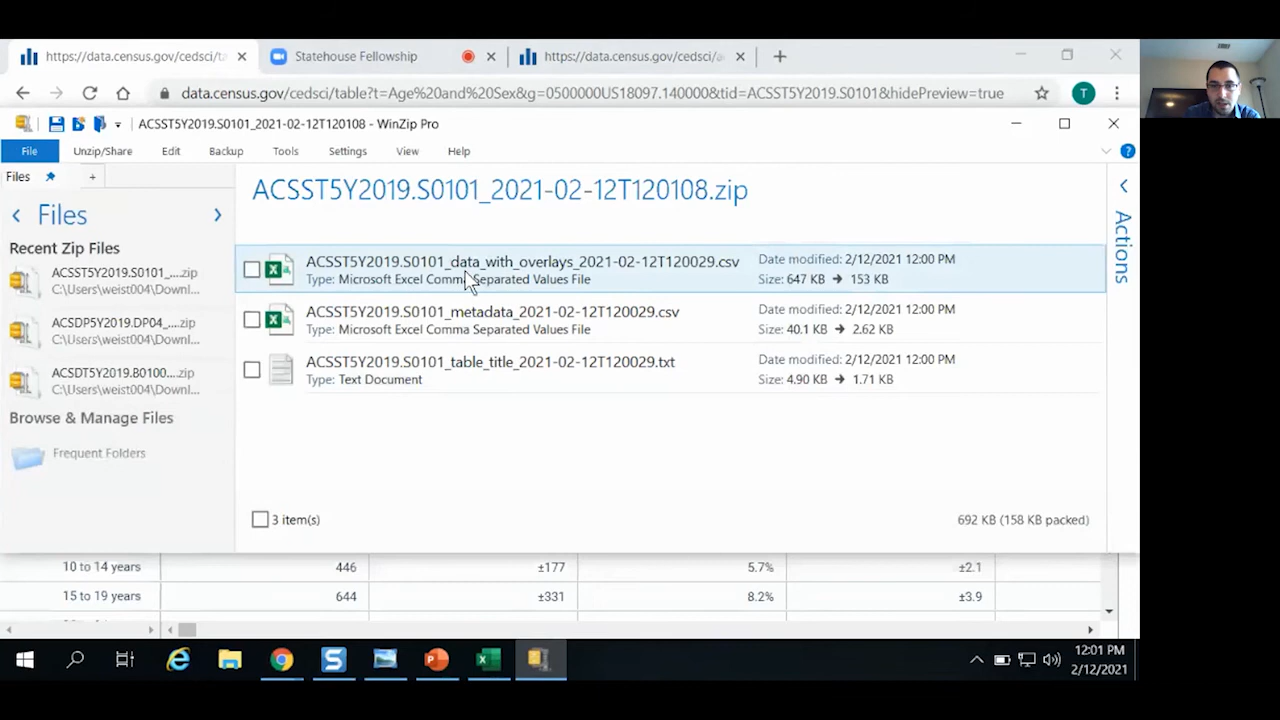 https://data.census.gov/cedsci/ta
Statehouse Fellowship
https://data.census.gov/cedsci/a
data.census.gov/cedsci/table?t=Age%20and%20Sex&g=0500000US18097.140000&tid=ACSST5Y2019.S0101&hidePreview=true
T
ACSST5Y2019.S0101_2021-02-12T120108 - WinZip Pro
File
Unzip/Share
Edit
Backup
Tools
Settings
View
Help
Files
Files
Recent Zip Files
ACSST5Y2019.S0101_....zip
C:\Users\weist004\Downl...
ACSDP5Y2019.DP04_....zip
C:\Users\weist004\Downl...
ACSDT5Y2019.B0100...zip
C:\Users\weist004\Downl...
Browse & Manage Files
Frequent Folders
ACSST5Y2019.S0101_2021-02-12T120108.zip
ACSST5Y2019.S0101_data_with_overlays_2021-02-12T120029.csv
Type: Microsoft Excel Comma Separated Values File
Date modified: 2/12/2021 12:00 PM
Size: 647 KB → 153 KB
ACSST5Y2019.S0101_metadata_2021-02-12T120029.csv
Type: Microsoft Excel Comma Separated Values File
Date modified: 2/12/2021 12:00 PM
Size: 40.1 KB → 2.62 KB
ACSST5Y2019.S0101_table_title_2021-02-12T120029.txt
Type: Text Document
Date modified: 2/12/2021 12:00 PM
Size: 4.90 KB → 1.71 KB
3 item(s)
692 KB (158 KB packed)
Actions
10 to 14 years 446 ±177 5.7% ±2.1
15 to 19 years 644 ±331 8.2% ±3.9
12:01 PM
2/12/2021